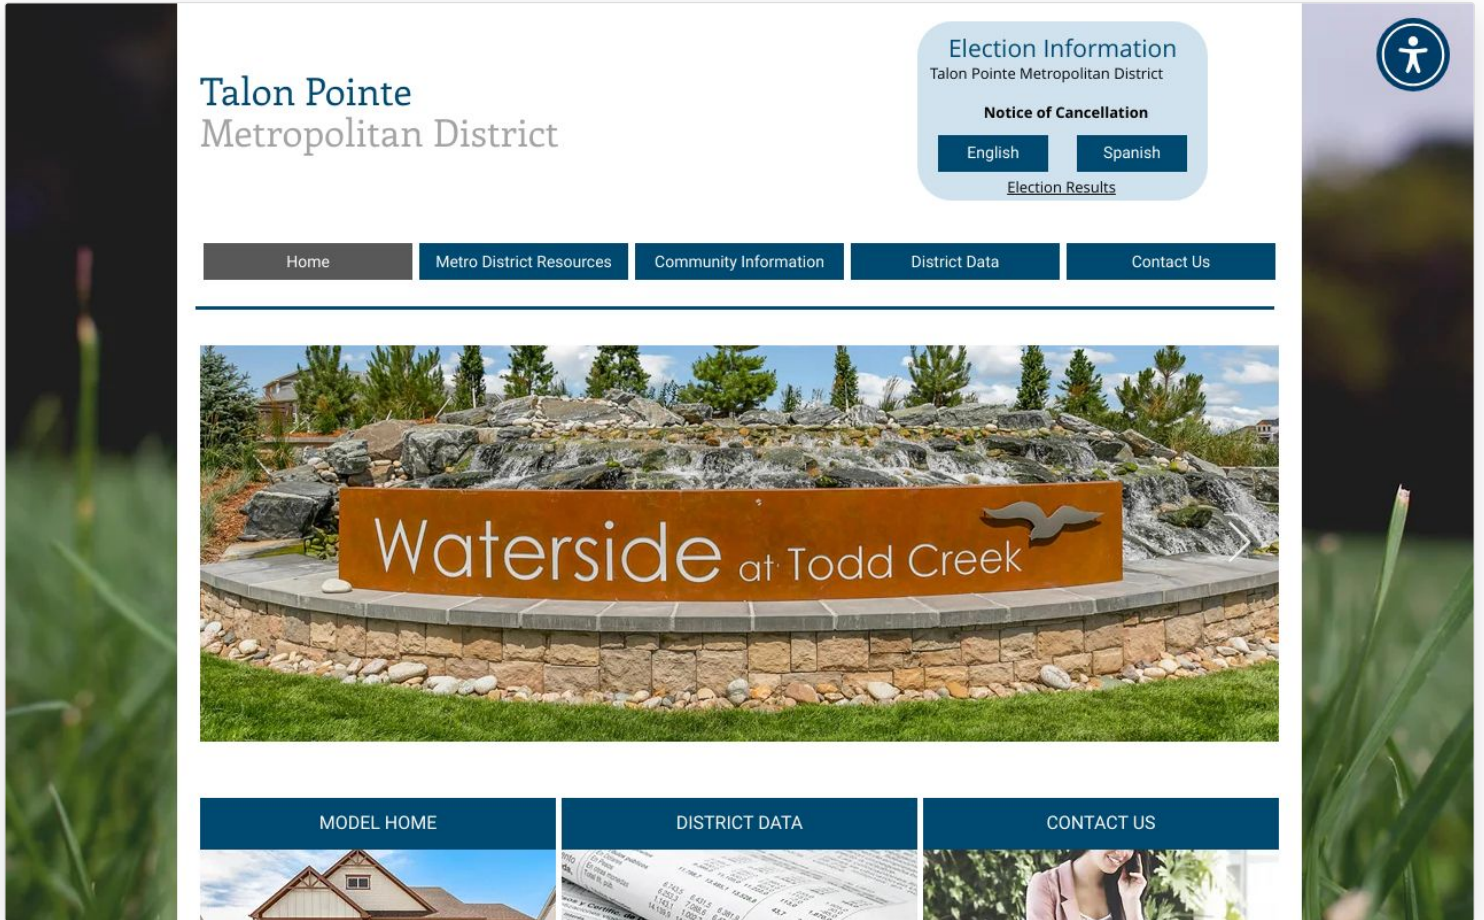 Talon Pointe
Metropolitan District
Election Information
Talon Pointe Metropolitan District
Notice of Cancellation
English
Spanish
Election Results
Home
Metro District Resources
Community Information
District Data
Contact Us
Waterside at Todd Creek
MODEL HOME
DISTRICT DATA
CONTACT US